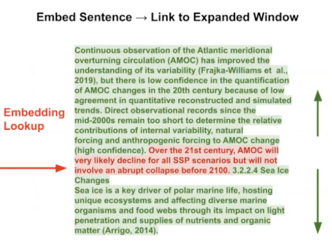 Embed Sentence → Link to Expanded Window
Continuous observation of the Atlantic meridional
overturning circulation (AMOC) has improved the
understanding of its variability (Frajka-Williams et al.,
2019), but there is low confidence in the quantification
of AMOC changes in the 20th century because of low
agreement in quantitative reconstructed and simulated
trends. Direct observational records since the
mid-2000s remain too short to determine the relative
contributions of internal variability, natural
forcing and anthropogenic forcing to AMOC change
(high confidence). Over the 21st century, AMOC will
very likely decline for all SSP scenarios but will not
involve an abrupt collapse before 2100. 3.2.2.4 Sea Ice
Changes
Sea ice is a key driver of polar marine life, hosting
unique ecosystems and affecting diverse marine
organisms and food webs through its impact on light
penetration and supplies of nutrients and organic
matter (Arrigo, 2014).
Embedding
Lookup